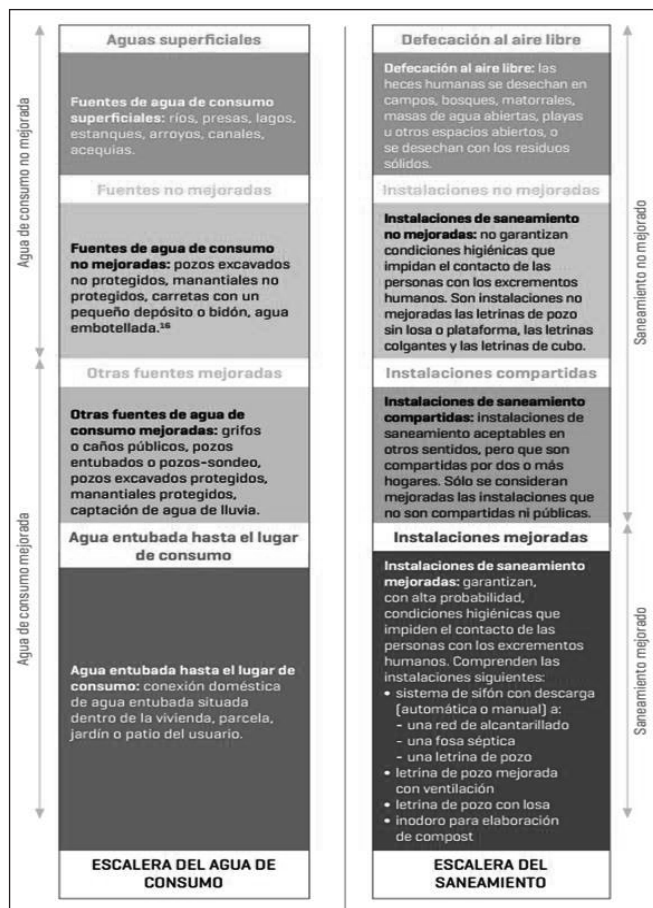 Agua de consumo no mejorada
Agua de consumo mejorada
Aguas superficiales
Fuentes de agua de consumo
superficiales: ríos, presas, lagos,
estanques, arroyos, canales,
acequias.
Fuentes no mejoradas
Fuentes de agua de consumo
no mejoradas: pozos excavados
no protegidos, manantiales no
protegidos, carretas con un
pequeño depósito o bidón, agua
embotellada.¹⁶
Otras fuentes mejoradas
Otras fuentes de agua de
consumo mejoradas: grifos
o caños públicos, pozos
entubados o pozos-sondeo,
pozos excavados protegidos,
manantiales protegidos,
captación de agua de lluvia.
Agua entubada hasta el lugar
de consumo
Agua entubada hasta el lugar de
consumo: conexión doméstica
de agua entubada situada
dentro de la vivienda, parcela,
jardín o patio del usuario.
ESCALERA DEL AGUA DE
CONSUMO
Defecación al aire libre
Defecación al aire libre: las
heces humanas se desechan en
campos, bosques, matorrales,
masas de agua abiertas, playas
u otros espacios abiertos, o
se desechan con los residuos
sólidos.
Instalaciones no mejoradas
Instalaciones de saneamiento
no mejoradas: no garantizan
condiciones higiénicas que
impidan el contacto de las
personas con los excrementos
humanos. Son instalaciones no
mejoradas las letrinas de pozo
sin losa o plataforma, las letrinas
colgantes y las letrinas de cubo.
Instalaciones compartidas
Instalaciones de saneamiento
compartidas: instalaciones de
saneamiento aceptables en
otros sentidos, pero que son
compartidas por dos o más
hogares. Sólo se consideran
mejoradas las instalaciones que
no son compartidas ni públicas.
Instalaciones mejoradas
Instalaciones de saneamiento
mejoradas: garantizan,
con alta probabilidad,
condiciones higiénicas que
impiden el contacto de las
personas con los excrementos
humanos. Comprenden las
instalaciones siguientes:
• sistema de sifón con descarga
(automática o manual) a:
- una red de alcantarillado
- una fosa séptica
- una letrina de pozo
• letrina de pozo mejorada
con ventilación
• letrina de pozo con losa
• inodoro para elaboración
de compost
ESCALERA DEL
SANEAMIENTO
Saneamiento no mejorado
Saneamiento mejorado